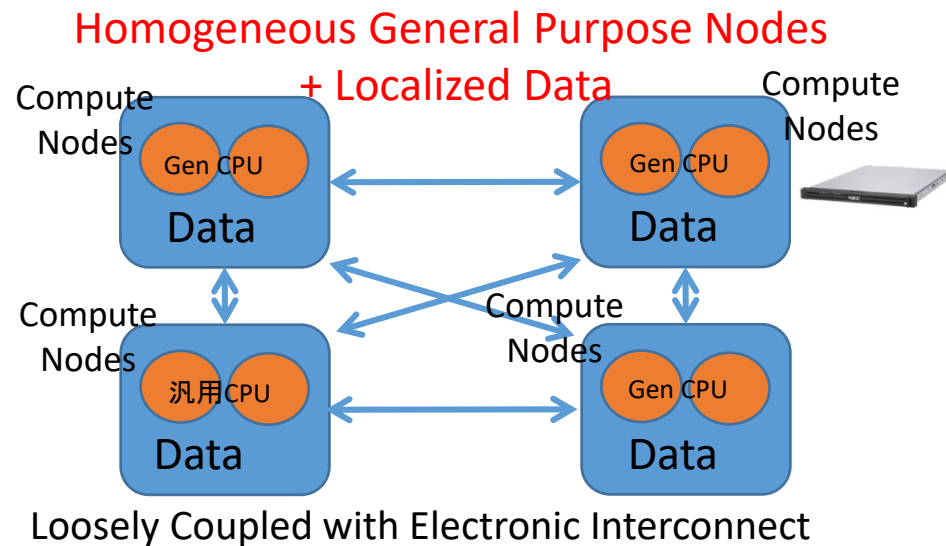 Homogeneous General Purpose Nodes
+ Localized Data
Compute
Nodes
Gen CPU
Data
Compute
Nodes
Gen CPU
Data
NEC
Compute
Nodes
汎用CPU
Data
Compute
Nodes
Gen CPU
Data
Loosely Coupled with Electronic Interconnect